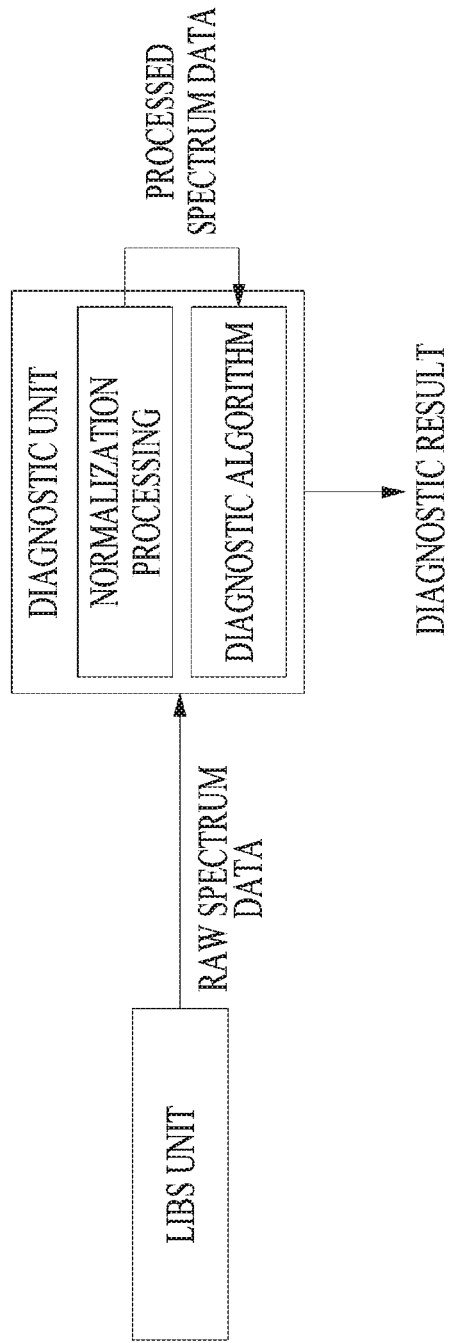 LIBS UNIT
RAW SPECTRUM
DATA
DIAGNOSTIC UNIT
NORMALIZATION
PROCESSING
DIAGNOSTIC ALGORITHM
PROCESSED
SPECTRUM DATA
DIAGNOSTIC RESULT